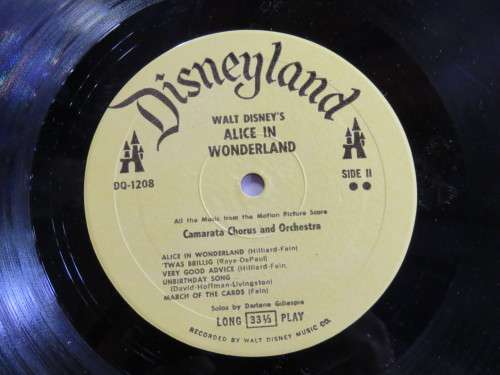 Disneyland
WALT DISNEY'S
ALICE IN
WONDERLAND
DQ-1208
SIDE II
All the Music from the Motion Picture Score
Camarata Chorus and Orchestra
ALICE IN WONDERLAND (Hilliard-Fain)
'TWAS BRILLIG (Raye-DePaul)
VERY GOOD ADVICE (Hilliard-Fain,
UNBIRTHDAY SONG
(David-Hoffman-Livingston)
MARCH OF THE CARDS (Fain)
Solos by Darlene Gillespie
LONG 33⅓ PLAY
RECORDED BY WALT DISNEY MUSIC CO.